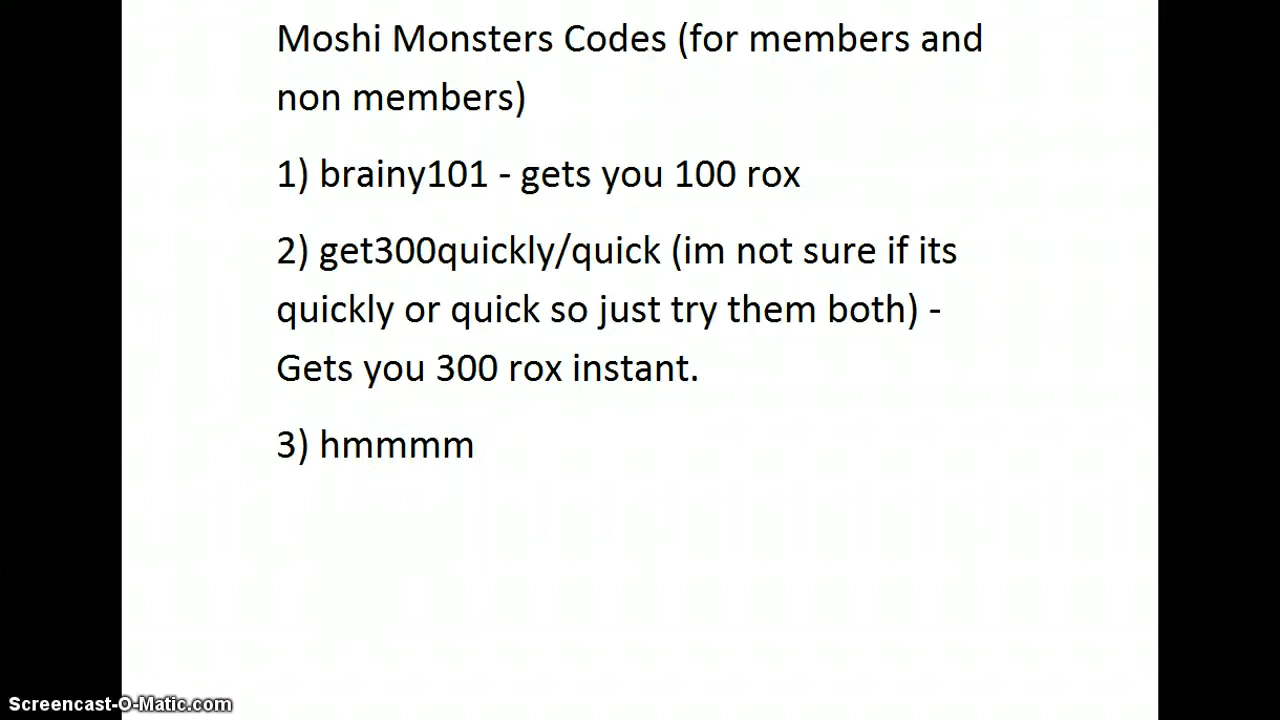 Moshi Monsters Codes (for members and
non members)
1) brainy101 - gets you 100 rox
2) get300quickly/quick (im not sure if its
quickly or quick so just try them both) -
Gets you 300 rox instant.
3) hmmmm
Screencast-O-Matic.com